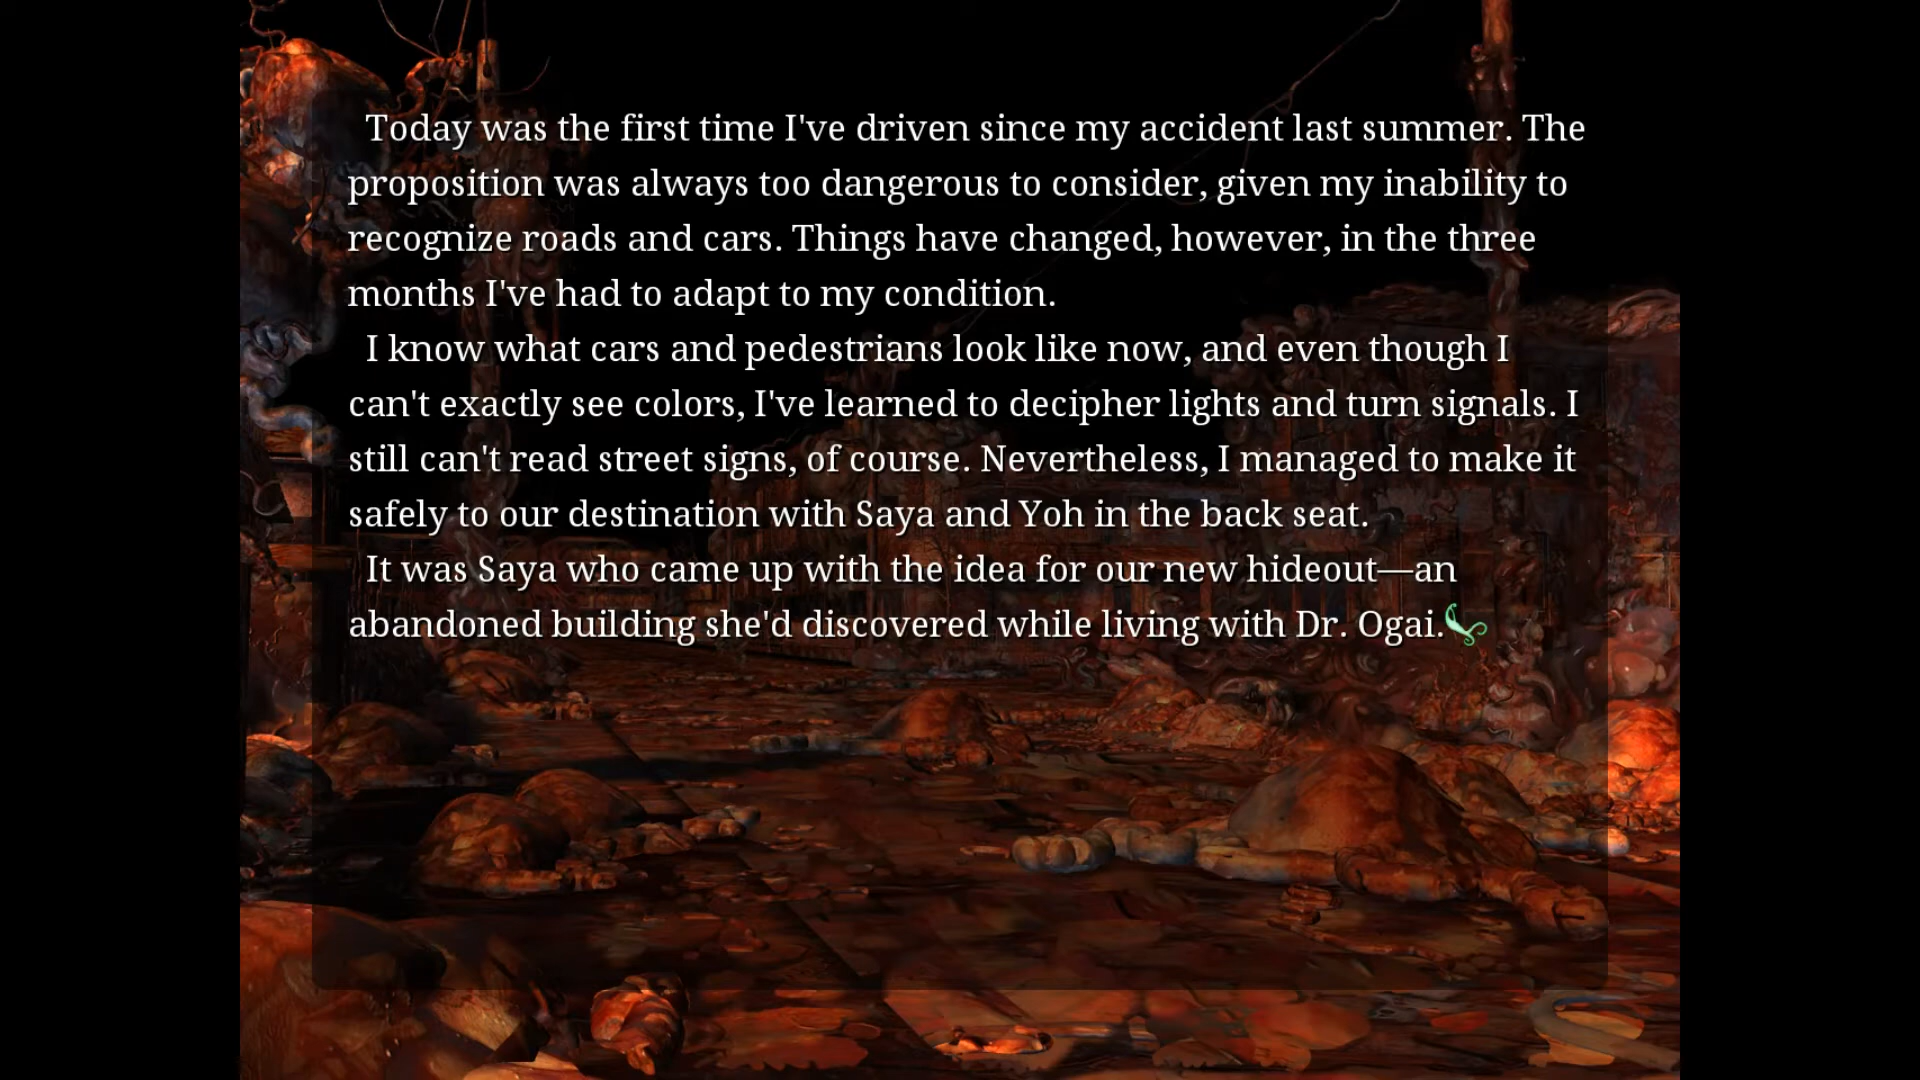 Today was the first time I've driven since my accident last summer. The
proposition was always too dangerous to consider, given my inability to
recognize roads and cars. Things have changed, however, in the three
months I've had to adapt to my condition.
I know what cars and pedestrians look like now, and even though I
can't exactly see colors, I've learned to decipher lights and turn signals. I
still can't read street signs, of course. Nevertheless, I managed to make it
safely to our destination with Saya and Yoh in the back seat.
It was Saya who came up with the idea for our new hideout—an
abandoned building she'd discovered while living with Dr. Ogai.